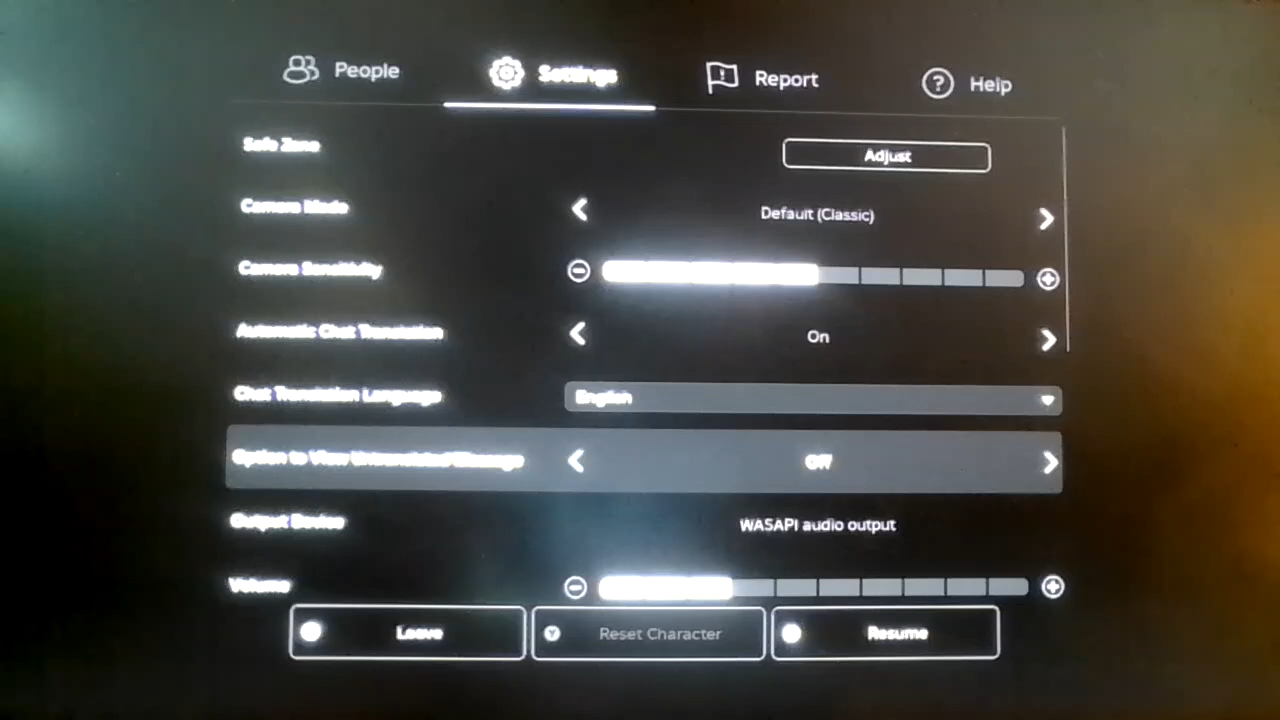 People Settings Report Help
Safe Zone Adjust
Camera Mode Default (Classic)
Camera Sensitivity
Automatic Chat Translation On
Chat Translation Language English
Option to View Untranslated Message Off
Output Device WASAPI audio output
Volume
Leave Y Reset Character Resume